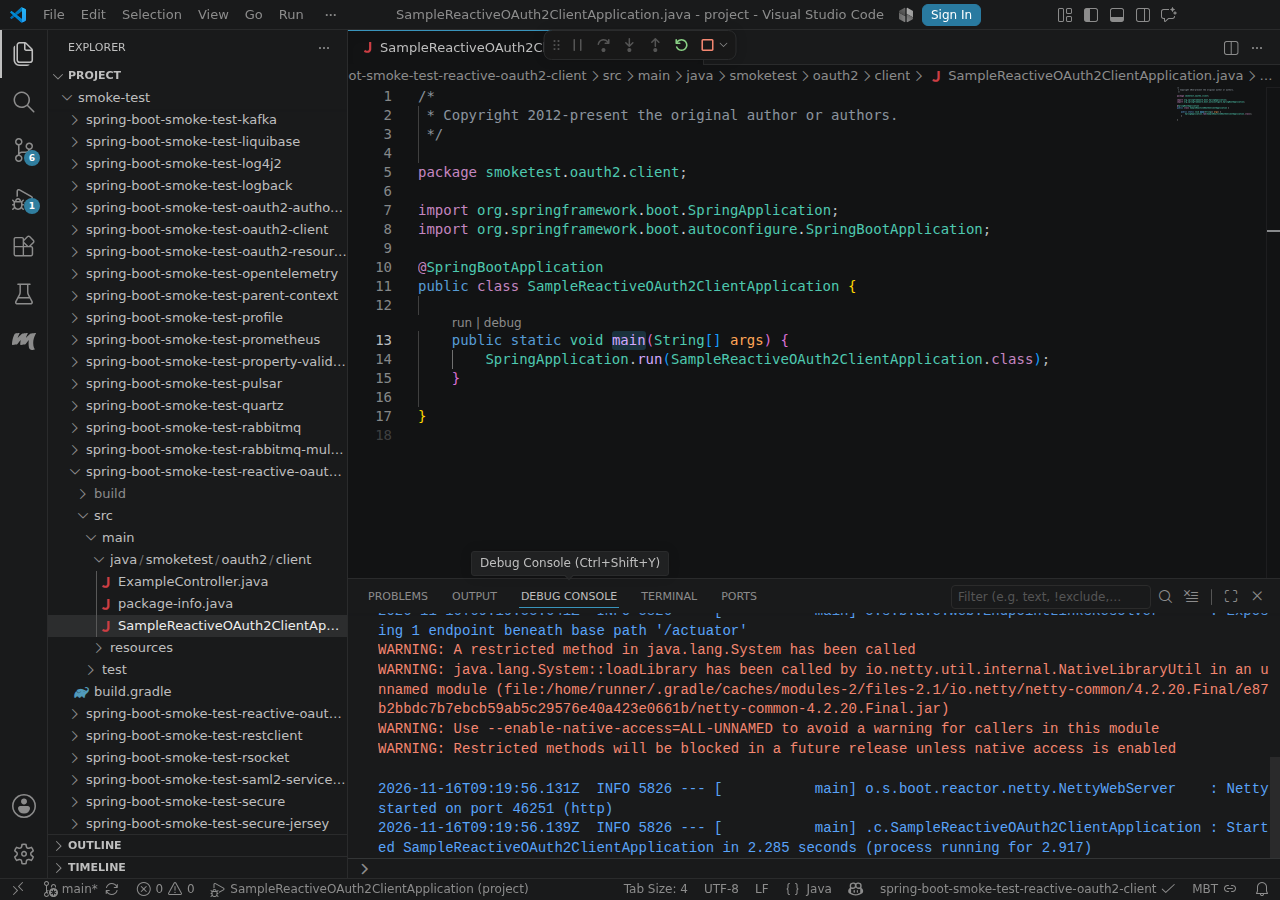 File Edit Selection View Go Run ··· SampleReactiveOAuth2ClientApplication.java - project - Visual Studio Code Sign In
EXPLORER
PROJECT
smoke-test
spring-boot-smoke-test-kafka
spring-boot-smoke-test-liquibase
spring-boot-smoke-test-log4j2
spring-boot-smoke-test-logback
spring-boot-smoke-test-oauth2-autho...
spring-boot-smoke-test-oauth2-client
spring-boot-smoke-test-oauth2-resour...
spring-boot-smoke-test-opentelemetry
spring-boot-smoke-test-parent-context
spring-boot-smoke-test-profile
spring-boot-smoke-test-prometheus
spring-boot-smoke-test-property-valid...
spring-boot-smoke-test-pulsar
spring-boot-smoke-test-quartz
spring-boot-smoke-test-rabbitmq
spring-boot-smoke-test-rabbitmq-mul...
spring-boot-smoke-test-reactive-oaut...
build
src
main
java/smoketest/oauth2/client
ExampleController.java
package-info.java
SampleReactiveOAuth2ClientAp...
resources
test
build.gradle
spring-boot-smoke-test-reactive-oaut...
spring-boot-smoke-test-restclient
spring-boot-smoke-test-rsocket
spring-boot-smoke-test-saml2-service...
spring-boot-smoke-test-secure
spring-boot-smoke-test-secure-jersey
OUTLINE
TIMELINE
6
1
SampleReactiveOAuth2C
ot-smoke-test-reactive-oauth2-client > src > main > java > smoketest > oauth2 > client > SampleReactiveOAuth2ClientApplication.java > ...
1 /*
2  * Copyright 2012-present the original author or authors.
3  */
4
5 package smoketest.oauth2.client;
6
7 import org.springframework.boot.SpringApplication;
8 import org.springframework.boot.autoconfigure.SpringBootApplication;
9
10 @SpringBootApplication
11 public class SampleReactiveOAuth2ClientApplication {
12
run | debug
13 public static void main(String[] args) {
14 SpringApplication.run(SampleReactiveOAuth2ClientApplication.class);
15 }
16
17 }
18
Debug Console (Ctrl+Shift+Y)
PROBLEMS OUTPUT DEBUG CONSOLE TERMINAL PORTS Filter (e.g. text, !exclude,...
ing 1 endpoint beneath base path '/actuator'
WARNING: A restricted method in java.lang.System has been called
WARNING: java.lang.System::loadLibrary has been called by io.netty.util.internal.NativeLibraryUtil in an u
nnamed module (file:/home/runner/.gradle/caches/modules-2/files-2.1/io.netty/netty-common/4.2.20.Final/e87
b2bbdc7b7ebcb59ab5c29576e40a423e0661b/netty-common-4.2.20.Final.jar)
WARNING: Use --enable-native-access=ALL-UNNAMED to avoid a warning for callers in this module
WARNING: Restricted methods will be blocked in a future release unless native access is enabled
2026-11-16T09:19:56.131Z  INFO 5826 --- [           main] o.s.boot.reactor.netty.NettyWebServer    : Netty
started on port 46251 (http)
2026-11-16T09:19:56.139Z  INFO 5826 --- [           main] .c.SampleReactiveOAuth2ClientApplication : Start
ed SampleReactiveOAuth2ClientApplication in 2.285 seconds (process running for 2.917)
main* 0 0 SampleReactiveOAuth2ClientApplication (project) Tab Size: 4 UTF-8 LF { } Java spring-boot-smoke-test-reactive-oauth2-client MBT